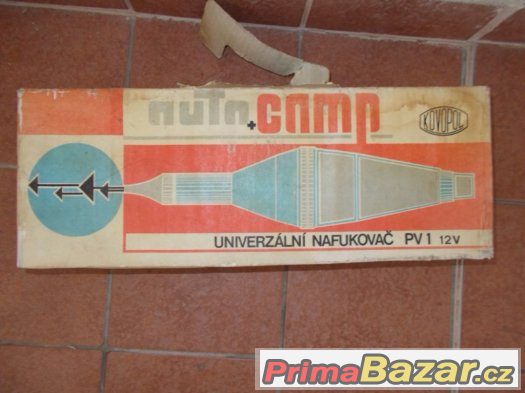 auto+camp
KOVOPOL
UNIVERZÁLNÍ NAFUKOVAČ PV1 12V
PrimaBazar.cz